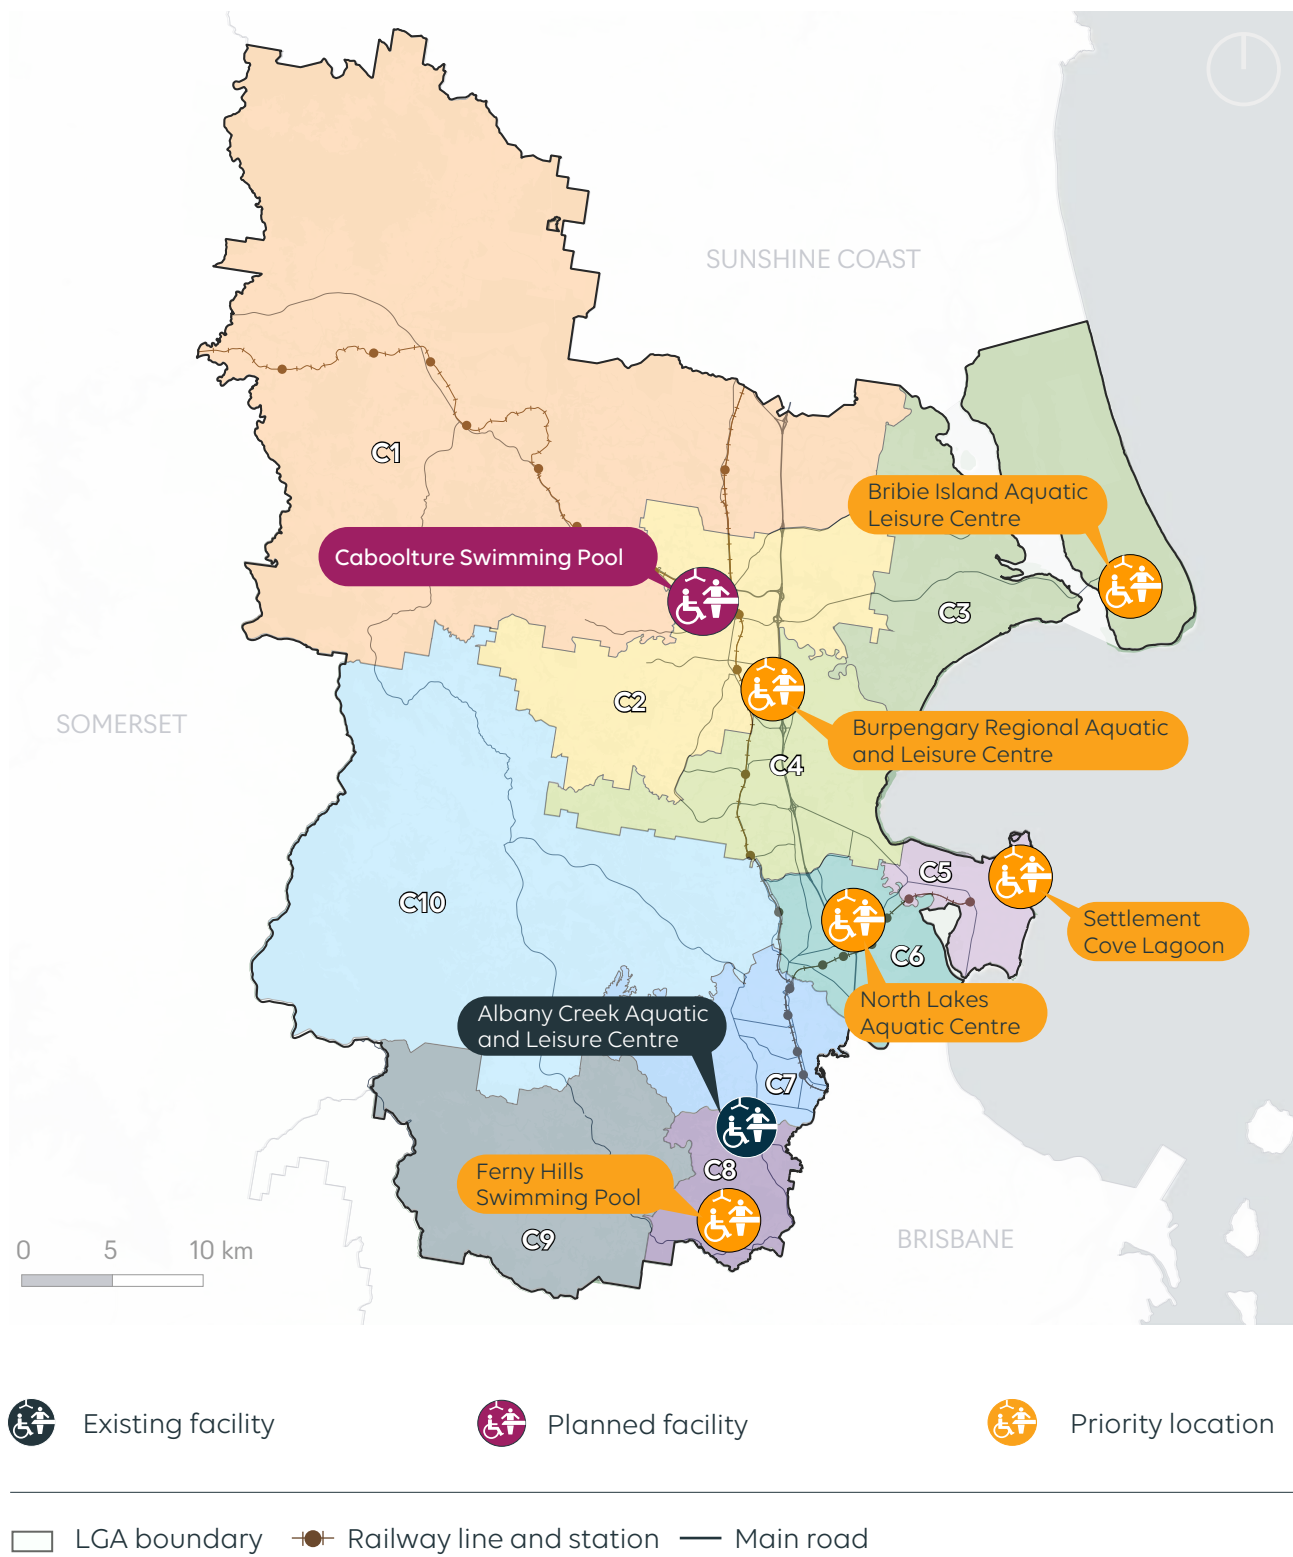 SUNSHINE COAST
C1
Bribie Island Aquatic
Leisure Centre
Caboolture Swimming Pool
C3
C2
SOMERSET
Burpengary Regional Aquatic
and Leisure Centre
C4
C5
C10
Settlement
Cove Lagoon
C6
North Lakes
Aquatic Centre
Albany Creek Aquatic
and Leisure Centre
C7
C8
Ferny Hills
Swimming Pool
C9
BRISBANE
0 5 10 km
Existing facility
Planned facility
Priority location
LGA boundary
Railway line and station
Main road